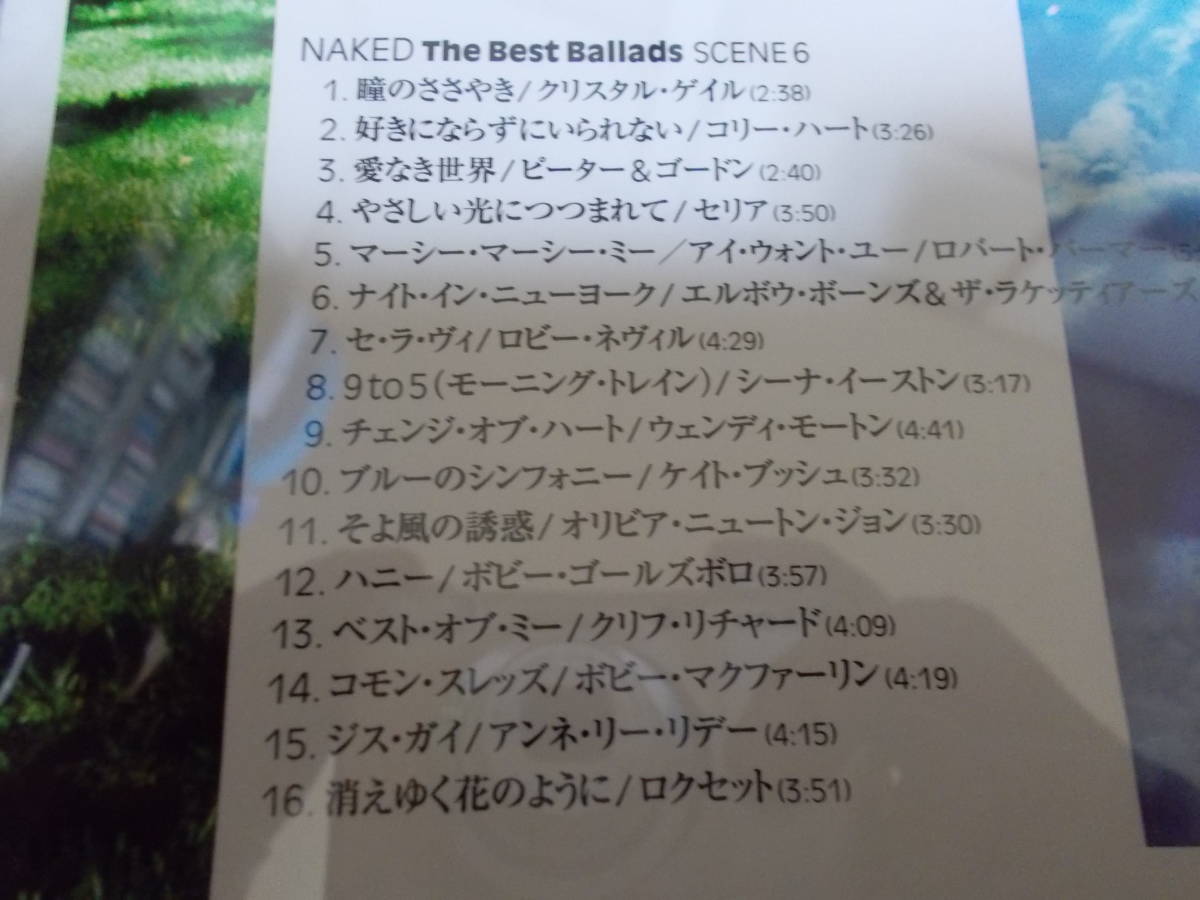 NAKED The Best Ballads SCENE 6
1. 瞳のささやき/クリスタル・ゲイル(2:38)
2. 好きにならずにいられない/コリー・ハート(3:26)
3. 愛なき世界/ピーター&ゴードン(2:40)
4. やさしい光につつまれて/セリア(3:50)
5. マーシー・マーシー・ミー/アイ・ウォント・ユー/ロバート・パーマー
6. ナイト・イン・ニューヨーク/エルボウ・ボーンズ&ザ・ラケッティアーズ
7. セ・ラ・ヴィ/ロビー・ネヴィル(4:29)
8. 9 to 5(モーニング・トレイン)/シーナ・イーストン(3:17)
9. チェンジ・オブ・ハート/ウェンディ・モートン(4:41)
10. ブルーのシンフォニー/ケイト・ブッシュ(3:32)
11. そよ風の誘惑/オリビア・ニュートン・ジョン(3:30)
12. ハニー/ボビー・ゴールズボロ(3:57)
13. ベスト・オブ・ミー/クリフ・リチャード(4:09)
14. コモン・スレッズ/ボビー・マクファーリン(4:19)
15. ジス・ガイ/アンネ・リー・リデー(4:15)
16. 消えゆく花のように/ロクセット(3:51)